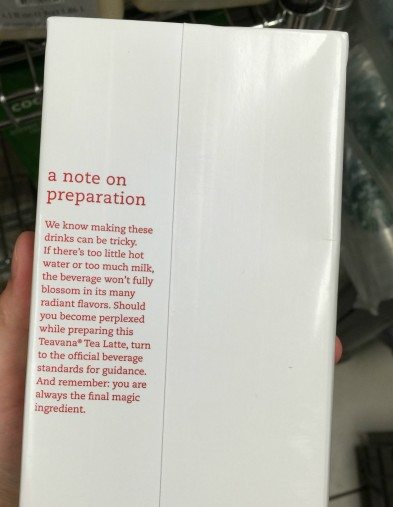 a note on
preparation
We know making these
drinks can be tricky.
If there's too little hot
water or too much milk,
the beverage won't fully
blossom in its many
radiant flavors. Should
you become perplexed
while preparing this
Teavana® Tea Latte, turn
to the official beverage
standards for guidance.
And remember: you are
always the final magic
ingredient.